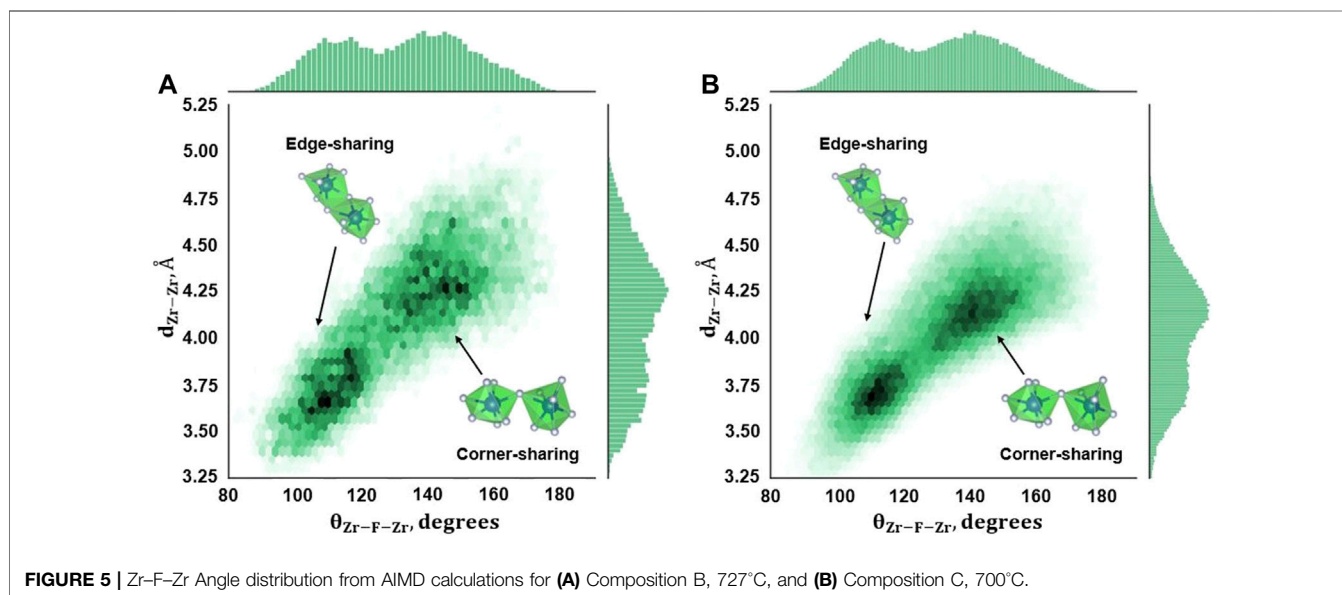 A
5.25
5.00
4.75
4.50
4.25
4.00
3.75
3.50
3.25
d_Zr−Zr, Å
Edge-sharing
Corner-sharing
80 100 120 140 160 180
θ_Zr−F−Zr, degrees
B
5.25
5.00
4.75
4.50
4.25
4.00
3.75
3.50
3.25
d_Zr−Zr, Å
Edge-sharing
Corner-sharing
80 100 120 140 160 180
θ_Zr−F−Zr, degrees
FIGURE 5 | Zr–F–Zr Angle distribution from AIMD calculations for (A) Composition B, 727°C, and (B) Composition C, 700°C.